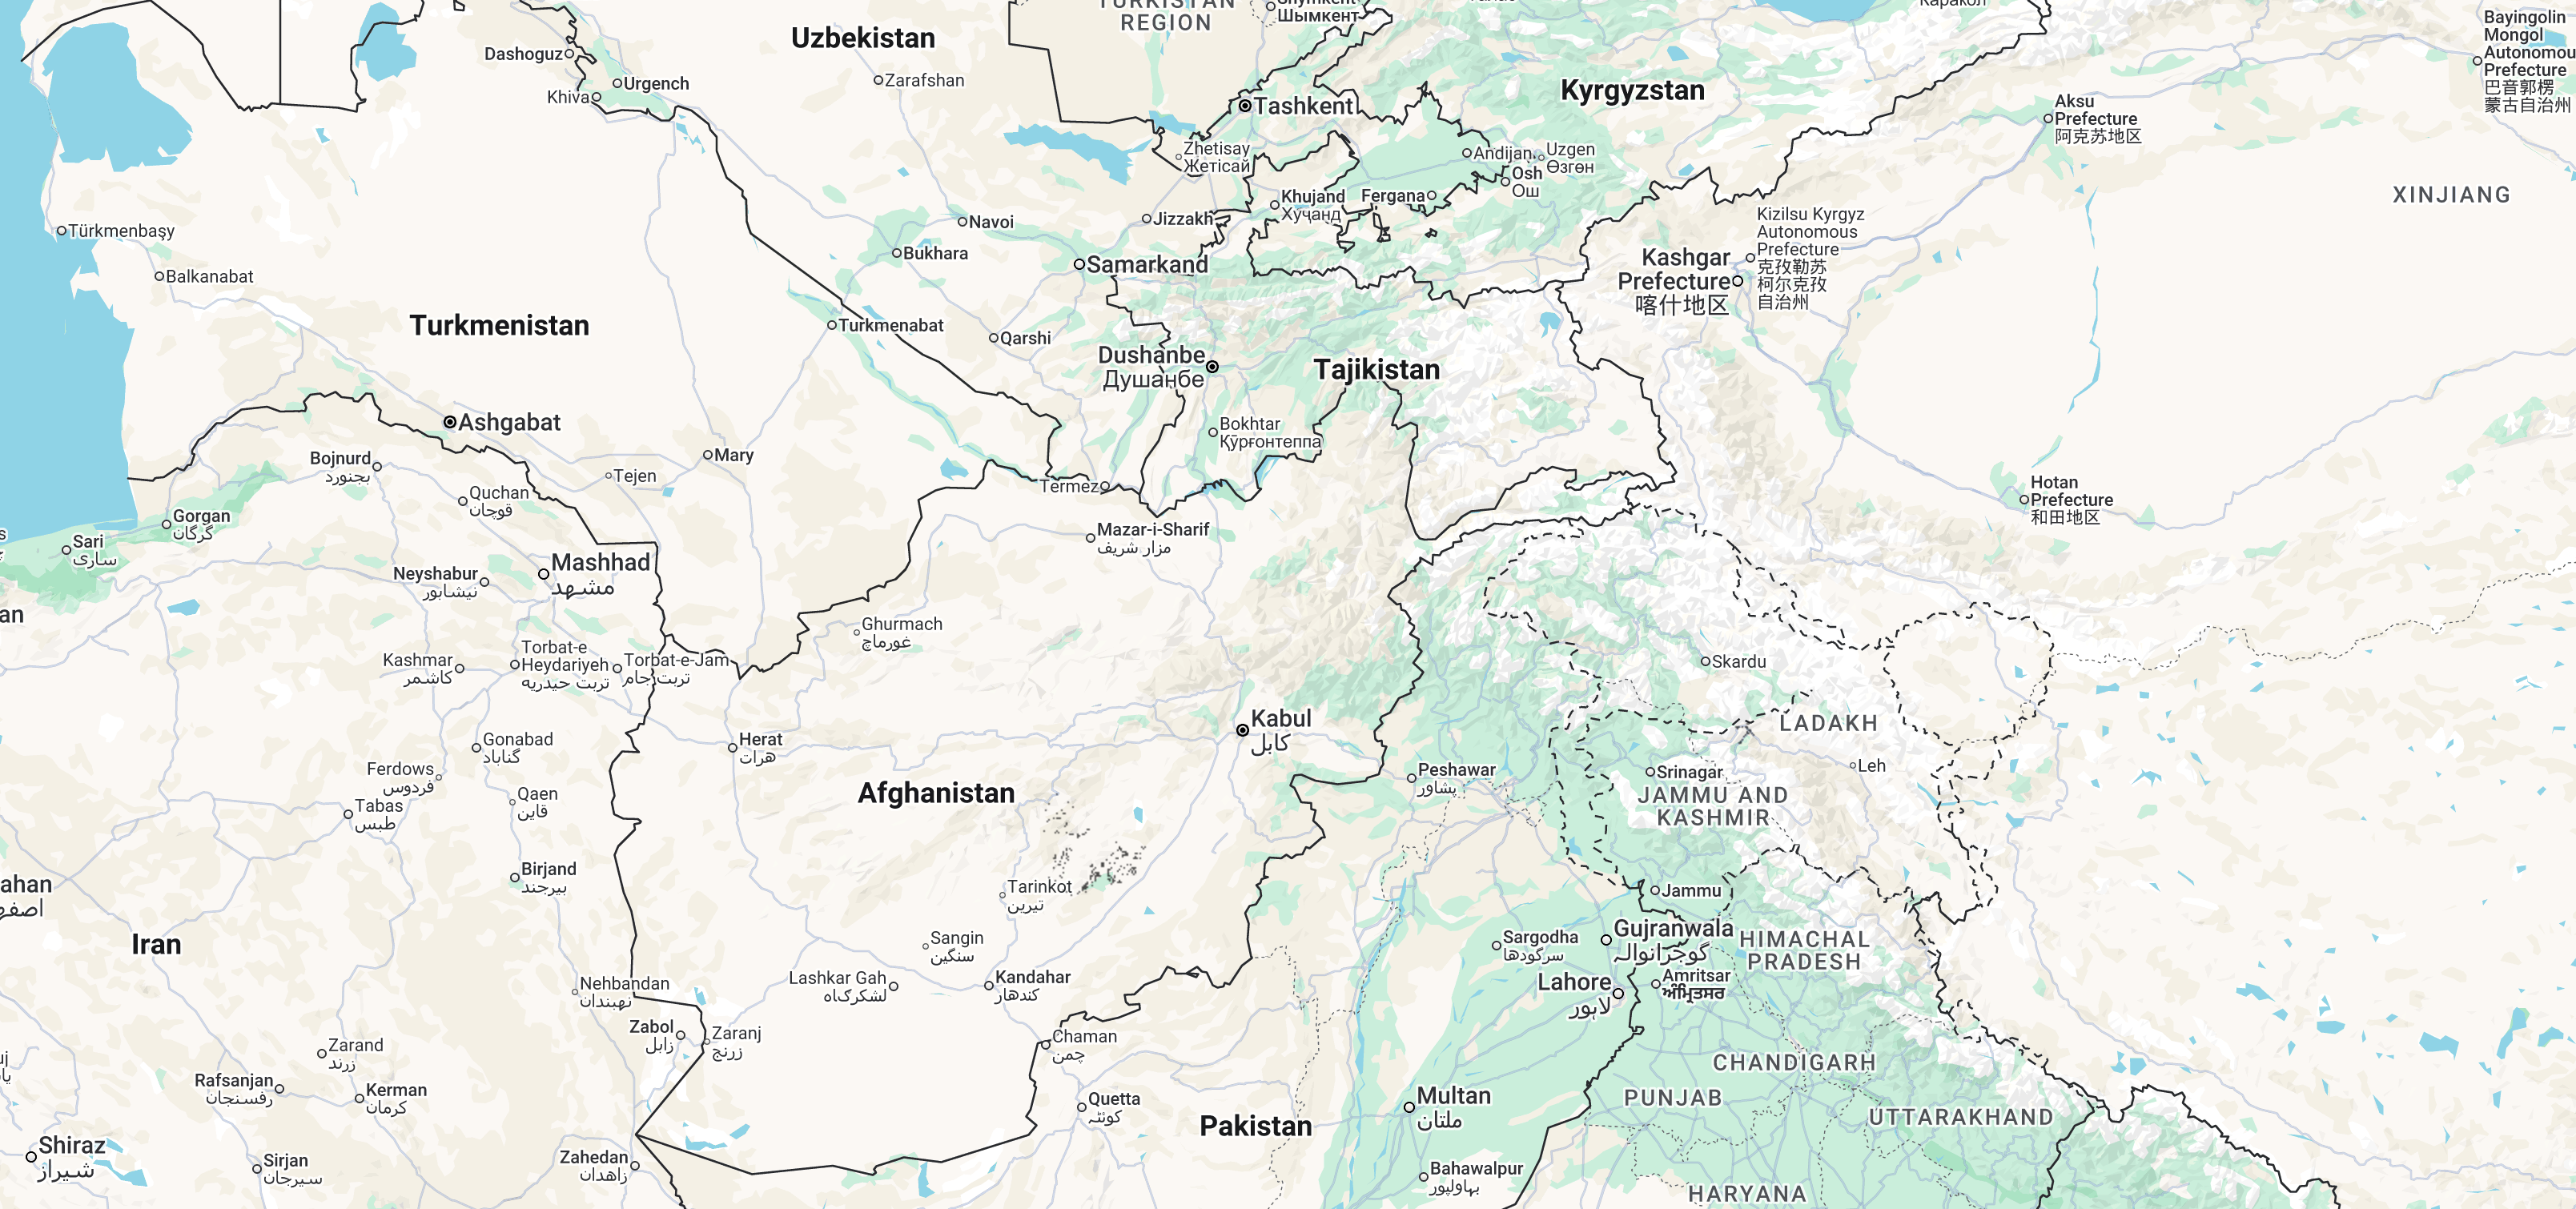 TURKISTAN
REGION
Шымкент
Каракол
Bayingolin
Mongol
Autonomou
Prefecture
巴音郭楞
蒙古自治州
Uzbekistan
Dashoguz
Urgench
Khiva
Zarafshan
Tashkent
Kyrgyzstan
Aksu
Prefecture
阿克苏地区
Zhetisay
Жетісай
Andijan
Uzgen
Өзгөн
Osh
Ош
Khujand
Хуҷанд
Fergana
XINJIANG
Türkmenbaşy
Navoi
Jizzakh
Kizilsu Kyrgyz
Autonomous
Prefecture
克孜勒苏
柯尔克孜
自治州
Balkanabat
Bukhara
Samarkand
Kashgar
Prefecture
喀什地区
Turkmenistan
Turkmenabat
Qarshi
Dushanbe
Душанбе
Tajikistan
Ashgabat
Bokhtar
Қӯрғонтеппа
Bojnurd
بجنورد
Mary
Tejen
Quchan
قوچان
Termez
Hotan
Prefecture
和田地区
Gorgan
گرگان
Sari
ساری
Mazar-i-Sharif
مزار شریف
Mashhad
مشهد
Neyshabur
نیشابور
an
Ghurmach
غورماچ
Kashmar
کاشمر
Torbat-e
Heydariyeh
تربت حیدریه
Torbat-e-Jam
تربت جام
Skardu
Kabul
کابل
LADAKH
Gonabad
گناباد
Herat
هرات
Ferdows
فردوس
Peshawar
پشاور
Srinagar
Leh
Afghanistan
JAMMU AND
KASHMIR
Qaen
قاین
Tabas
طبس
Birjand
بیرجند
ahan
اصفه
Tarinkot
تیرین
Jammu
Iran
Sangin
سنگین
Sargodha
سرگودھا
Gujranwala
گوجرانوالہ
HIMACHAL
PRADESH
Nehbandan
نهبندان
Lashkar Gah
لشکرګاه
Kandahar
کندهار
Lahore
لاہور
Amritsar
ਅੰਮ੍ਰਿਤਸਰ
Zabol
زابل
Zaranj
زرنج
Chaman
چمن
Zarand
زرند
CHANDIGARH
Rafsanjan
رفسنجان
Kerman
کرمان
Quetta
کوئٹہ
Multan
ملتان
PUNJAB
Pakistan
UTTARAKHAND
Shiraz
شیراز
Sirjan
سیرجان
Zahedan
زاهدان
Bahawalpur
بہاولپور
HARYANA